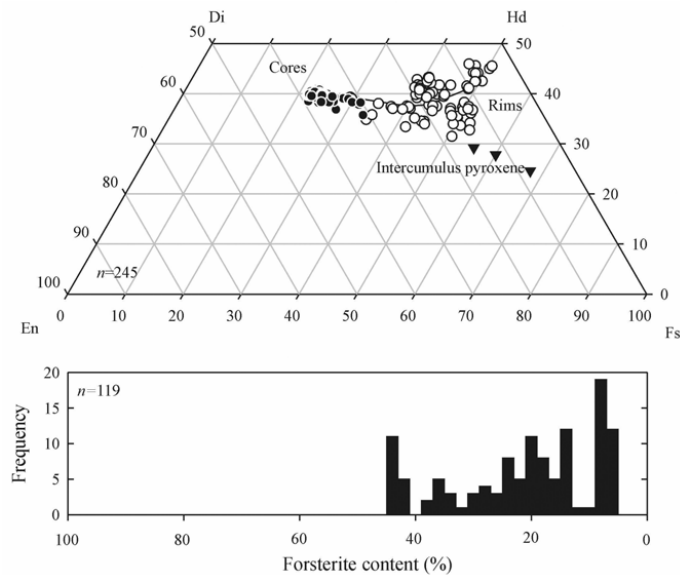 50 Di Hd 50
60 Cores 40
70 Rims 30
Intercumulus pyroxene
80 20
90 10
n=245
100 0
En 0 10 20 30 40 50 60 70 80 90 100 Fs
20 n=119
15
10
5
0
Frequency
100 80 60 40 20 0
Forsterite content (%)